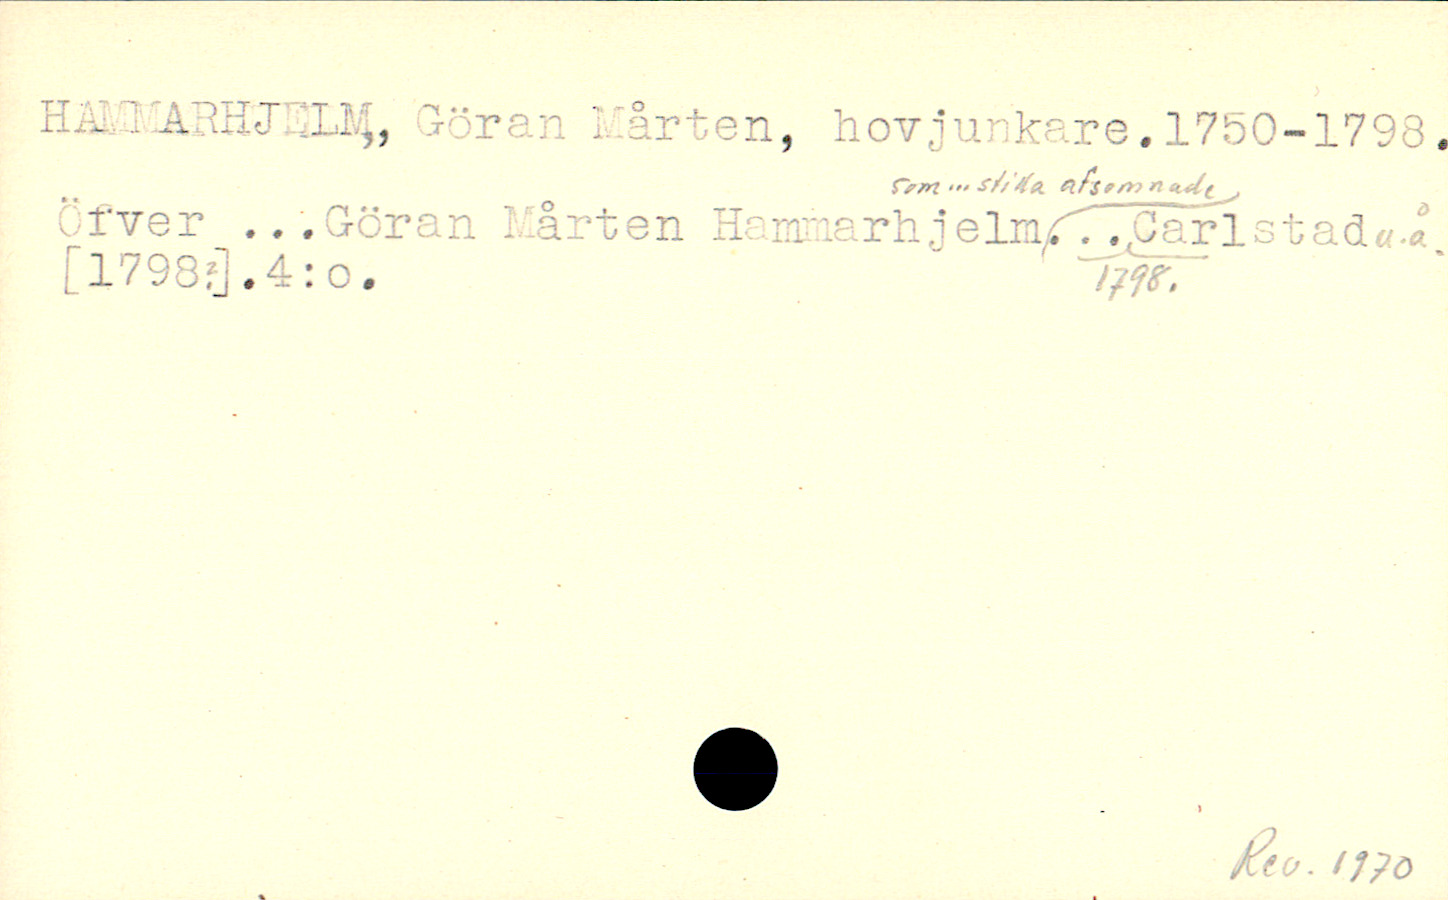 HAMMARHJELM,, Göran Mårten, hovjunkare.1750-1798.
som ... stilla afsomnade
Öfver ...Göran Mårten Hammarhjelm...Carlstad u.å.
[1798?].4:o.
1798.
Rev. 1970